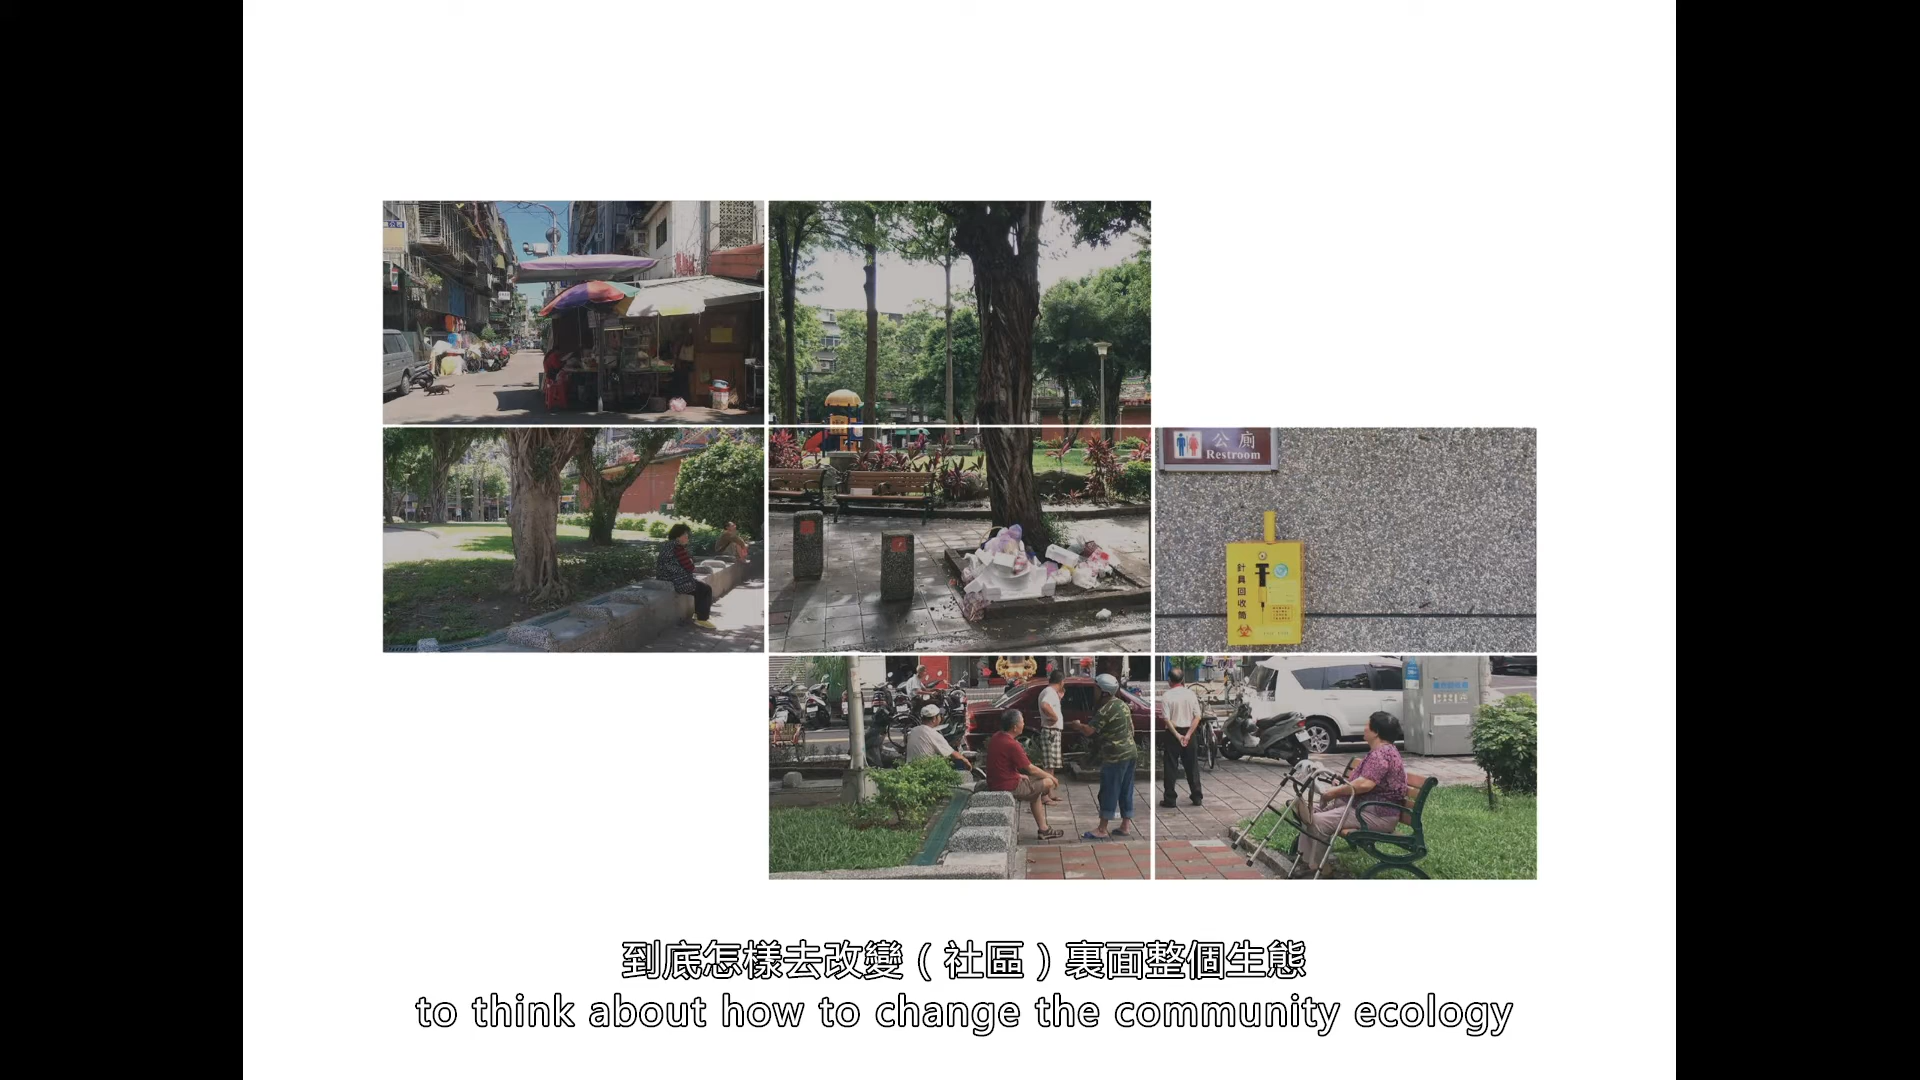 公廁
Restroom
針具回收筒
到底怎樣去改變（社區）裏面整個生態
to think about how to change the community ecology